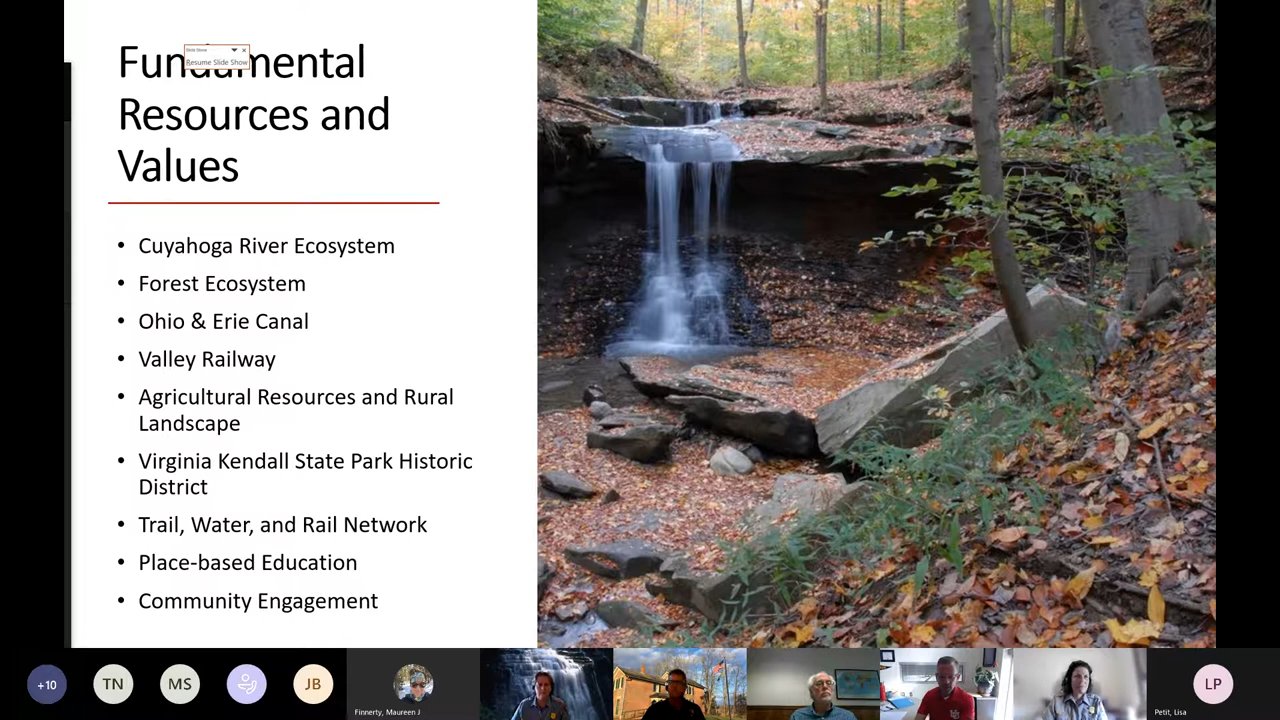 Fundamental
Slide Show
Resume Slide Show
Resources and
Values
• Cuyahoga River Ecosystem
• Forest Ecosystem
• Ohio & Erie Canal
• Valley Railway
• Agricultural Resources and Rural
Landscape
• Virginia Kendall State Park Historic
District
• Trail, Water, and Rail Network
• Place-based Education
• Community Engagement
+10
TN
MS
JB
Finnerty, Maureen J
LP
Petit, Lisa